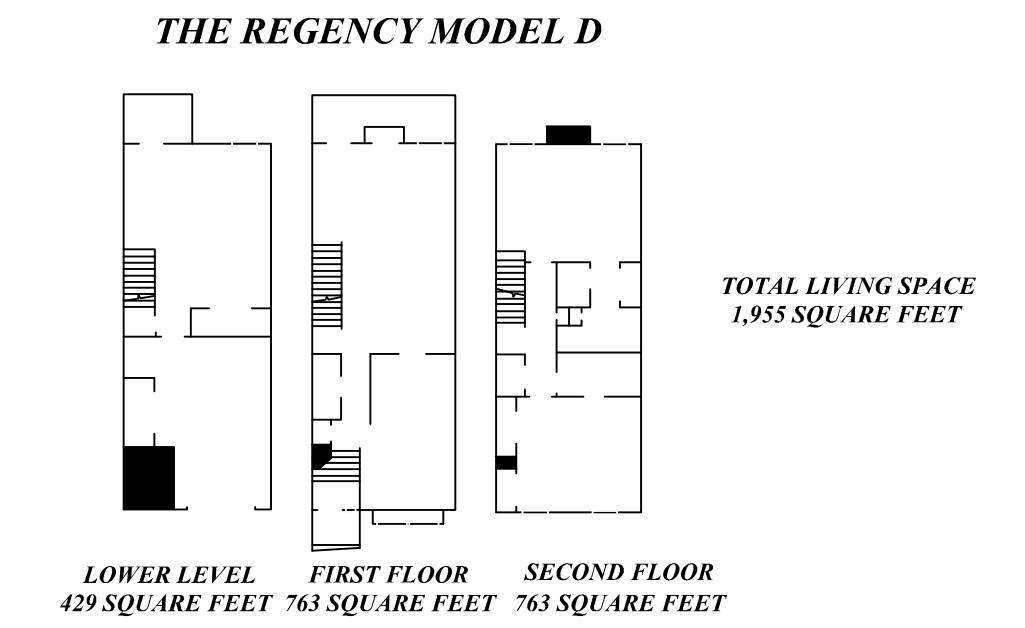 THE REGENCY MODEL D
TOTAL LIVING SPACE
1,955 SQUARE FEET
LOWER LEVEL
429 SQUARE FEET
FIRST FLOOR
763 SQUARE FEET
SECOND FLOOR
763 SQUARE FEET